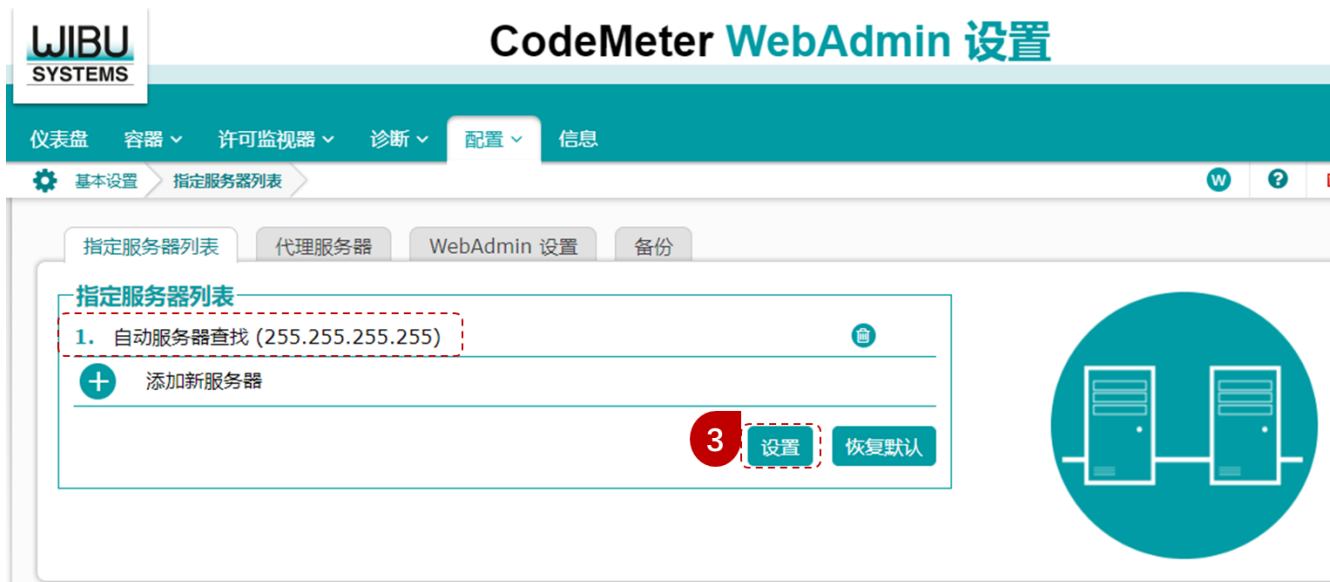 WIBU
SYSTEMS
CodeMeter WebAdmin 设置
仪表盘 容器 许可监视器 诊断 配置 信息
基本设置 指定服务器列表 W ?
指定服务器列表 代理服务器 WebAdmin 设置 备份
指定服务器列表
1. 自动服务器查找 (255.255.255.255)
+ 添加新服务器
3 设置 恢复默认